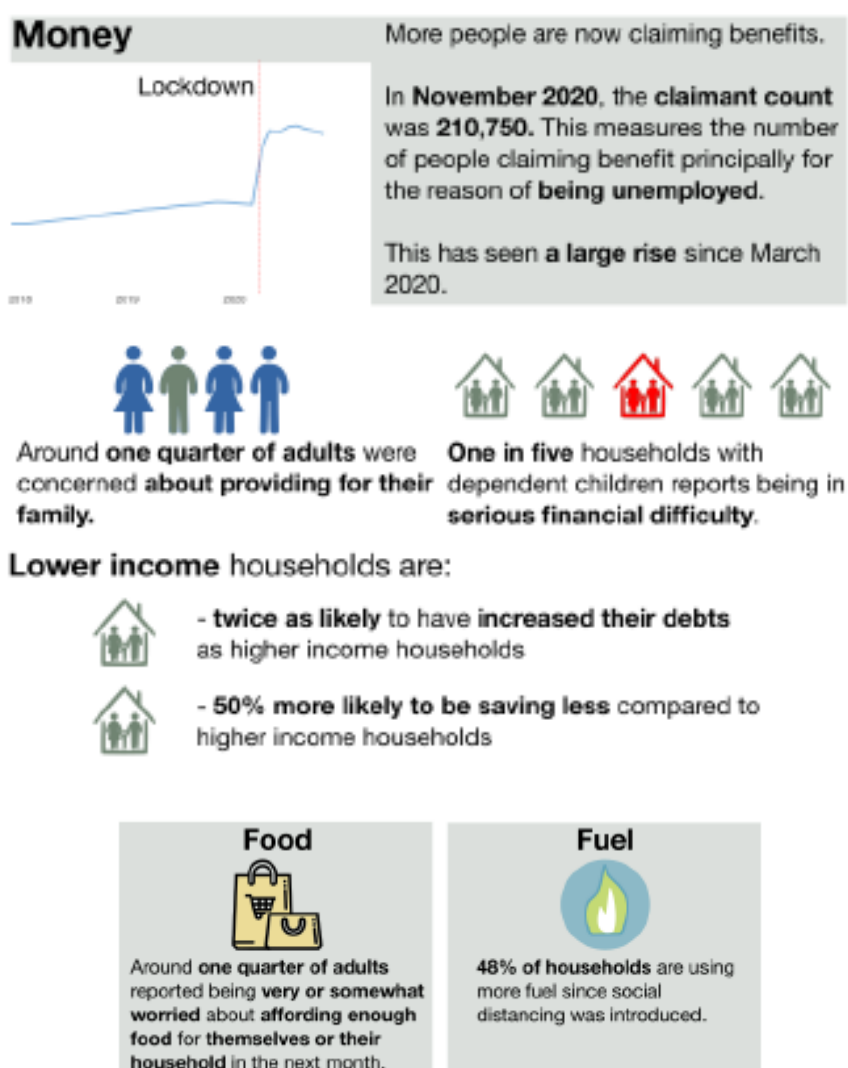 Money
Lockdown
2018
2019
2020
More people are now claiming benefits.
In November 2020, the claimant count
was 210,750. This measures the number
of people claiming benefit principally for
the reason of being unemployed.
This has seen a large rise since March
2020.
Around one quarter of adults were
concerned about providing for their
family.
One in five households with
dependent children reports being in
serious financial difficulty.
Lower income households are:
- twice as likely to have increased their debts
as higher income households
- 50% more likely to be saving less compared to
higher income households
Food
Around one quarter of adults
reported being very or somewhat
worried about affording enough
food for themselves or their
household in the next month.
Fuel
48% of households are using
more fuel since social
distancing was introduced.